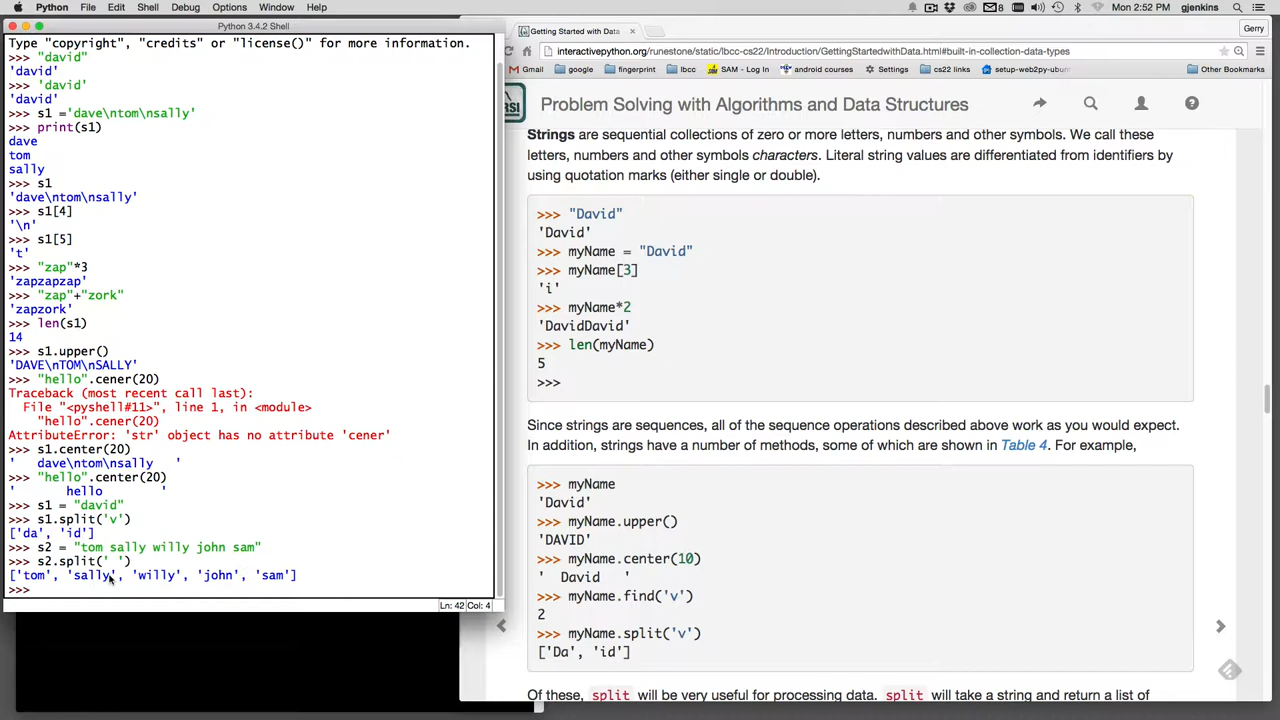 Python File Edit Shell Debug Options Window Help
8 Mon 2:52 PM gjenkins
Python 3.4.2 Shell
Type "copyright", "credits" or "license()" for more information.
>>> "david"
'david'
>>> 'david'
'david'
>>> s1 ='dave\ntom\nsally'
>>> print(s1)
dave
tom
sally
>>> s1
'dave\ntom\nsally'
>>> s1[4]
'\n'
>>> s1[5]
't'
>>> "zap"*3
'zapzapzap'
>>> "zap"+"zork"
'zapzork'
>>> len(s1)
14
>>> s1.upper()
'DAVE\nTOM\nSALLY'
>>> "hello".cener(20)
Traceback (most recent call last):
  File "<pyshell#11>", line 1, in <module>
    "hello".cener(20)
AttributeError: 'str' object has no attribute 'cener'
>>> s1.center(20)
'   dave\ntom\nsally   '
>>> "hello".center(20)
'       hello        '
>>> s1 = "david"
>>> s1.split('v')
['da', 'id']
>>> s2 = "tom sally willy john sam"
>>> s2.split(' ')
['tom', 'sally', 'willy', 'john', 'sam']
>>>
Ln: 42 Col: 4
Getting Started with Data
Gerry
interactivepython.org/runestone/static/lbcc-cs22/Introduction/GettingStartedwithData.html#built-in-collection-data-types
Gmail google fingerprint lbcc SAM - Log In android courses Settings cs22 links setup-web2py-ubun Other Bookmarks
Problem Solving with Algorithms and Data Structures
Strings are sequential collections of zero or more letters, numbers and other symbols. We call these
letters, numbers and other symbols characters. Literal string values are differentiated from identifiers by
using quotation marks (either single or double).
>>> "David"
'David'
>>> myName = "David"
>>> myName[3]
'i'
>>> myName*2
'DavidDavid'
>>> len(myName)
5
>>>
Since strings are sequences, all of the sequence operations described above work as you would expect.
In addition, strings have a number of methods, some of which are shown in Table 4. For example,
>>> myName
'David'
>>> myName.upper()
'DAVID'
>>> myName.center(10)
'  David   '
>>> myName.find('v')
2
>>> myName.split('v')
['Da', 'id']
Of these, split will be very useful for processing data. split will take a string and return a list of